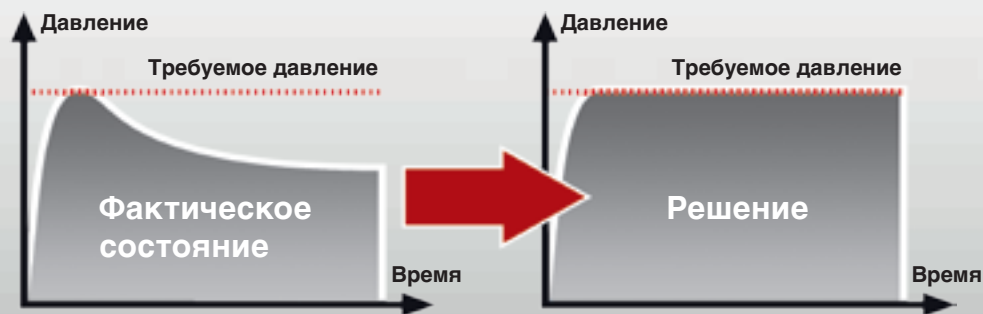 Давление
Требуемое давление
Фактическое
состояние
Время
Давление
Требуемое давление
Решение
Время